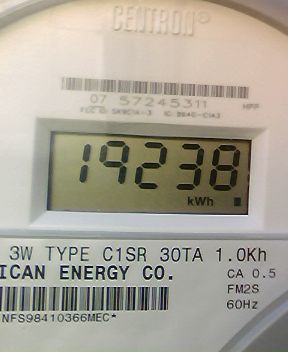 CENTRON®
07 57245311
19238
kWh
3W TYPE C1SR 30TA 1.0Kh
ICAN ENERGY CO.
CA 0.5
FM2S
60Hz
NFS98410366MEC*